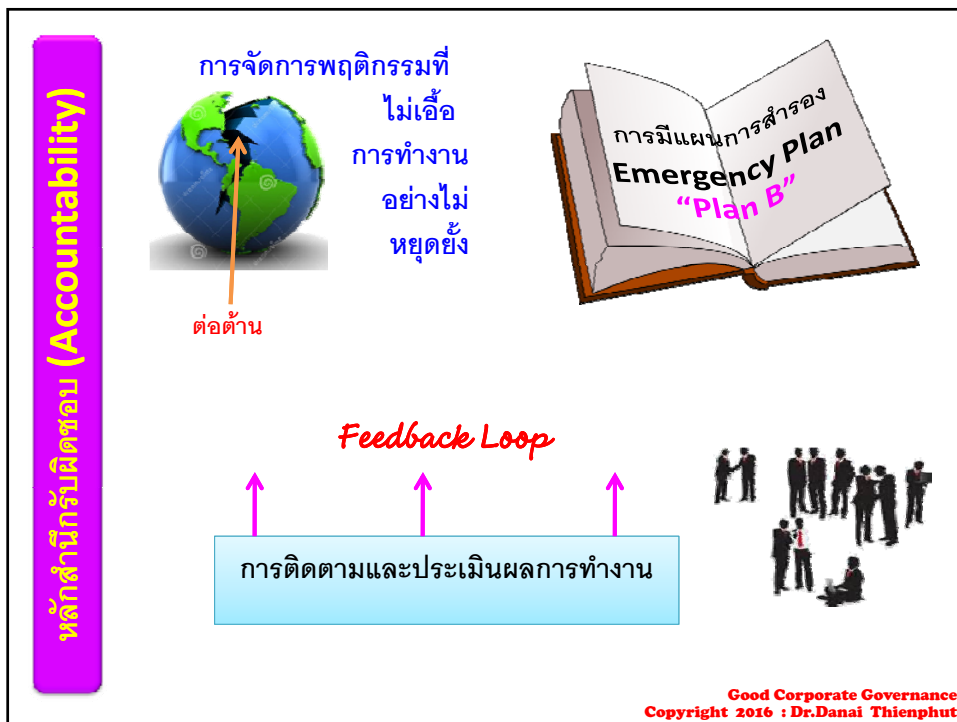 หลักสำนึกรับผิดชอบ (Accountability)
การจัดการพฤติกรรมที่
ไม่เอื้อ
การทำงาน
อย่างไม่
หยุดยั้ง
ต่อต้าน
การมีแผนการสำรอง
Emergency Plan
“Plan B”
Feedback Loop
การติดตามและประเมินผลการทำงาน
Good Corporate Governance
Copyright 2016 : Dr.Danai Thienphut